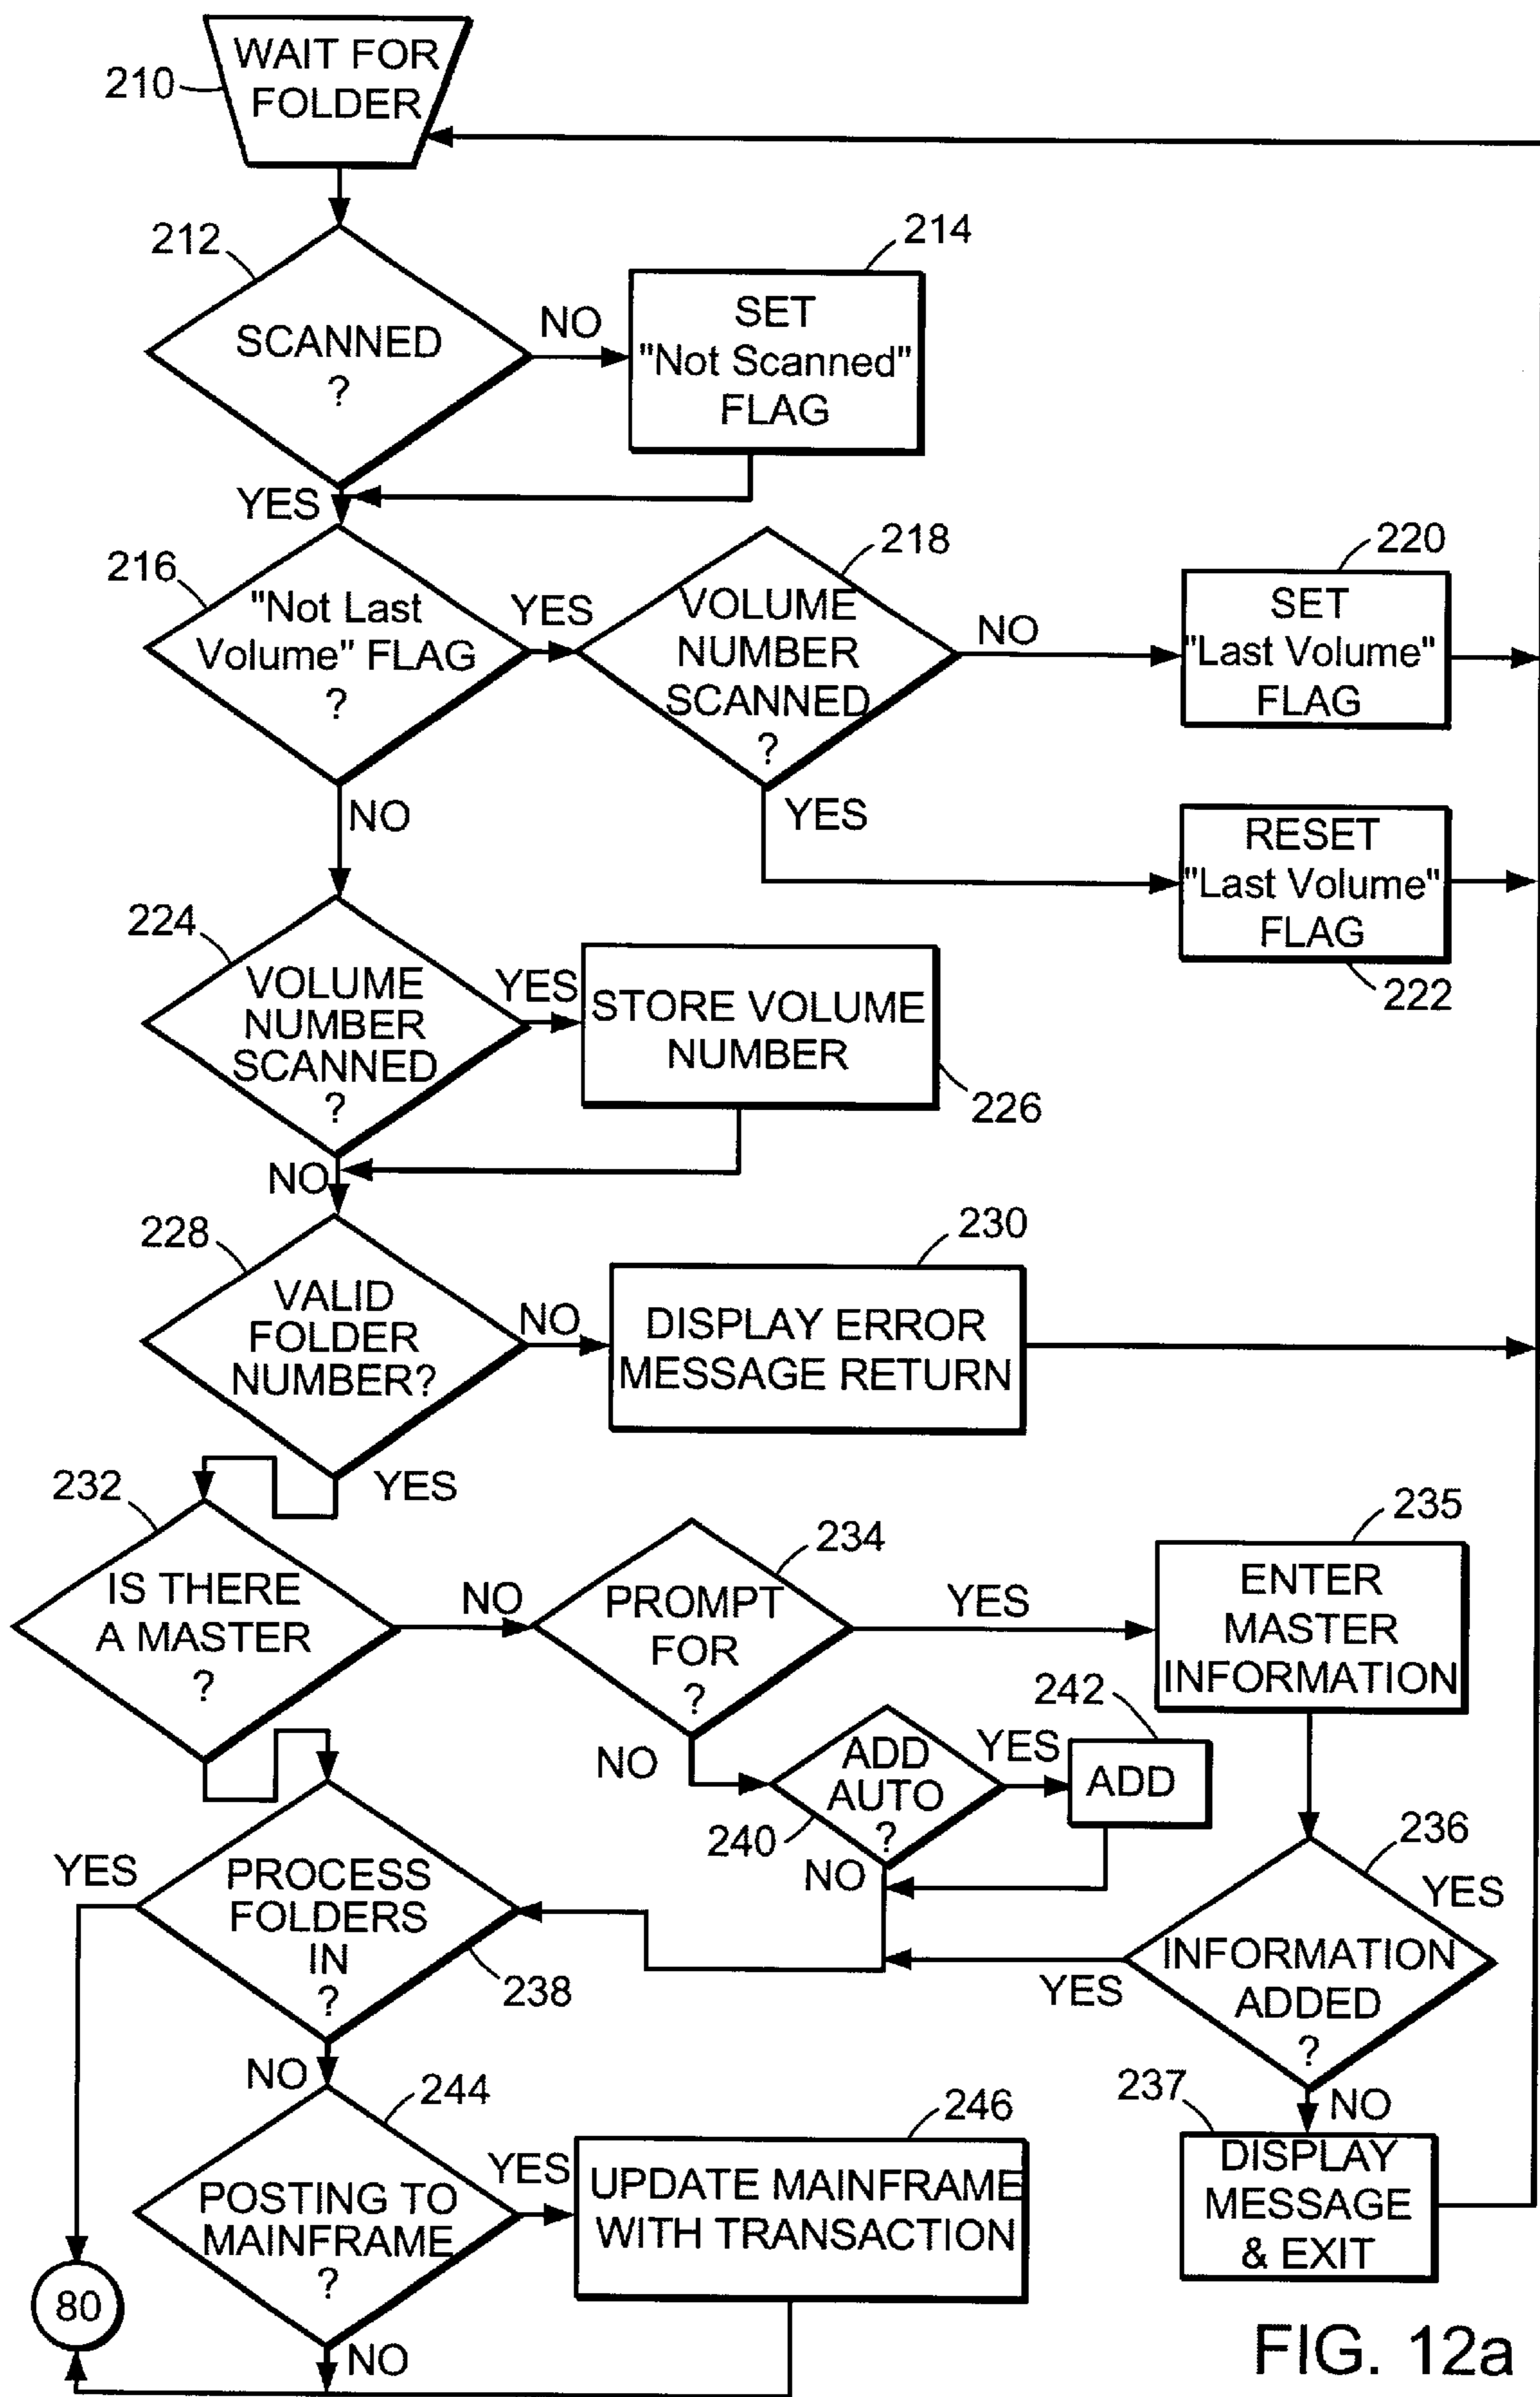 WAIT FOR
FOLDER
210
212
SCANNED
?
NO
214
SET
"Not Scanned"
FLAG
YES
216
"Not Last
Volume" FLAG
?
YES
218
VOLUME
NUMBER
SCANNED
?
NO
220
SET
"Last Volume"
FLAG
YES
RESET
"Last Volume"
FLAG
222
NO
224
VOLUME
NUMBER
SCANNED
?
YES
STORE VOLUME
NUMBER
226
NO
228
VALID
FOLDER
NUMBER?
NO
230
DISPLAY ERROR
MESSAGE RETURN
YES
232
IS THERE
A MASTER
?
NO
234
PROMPT
FOR
?
YES
235
ENTER
MASTER
INFORMATION
NO
ADD
AUTO
?
240
YES
242
ADD
NO
236
YES
INFORMATION
ADDED
?
YES
YES
PROCESS
FOLDERS
IN
?
238
NO
237
DISPLAY
MESSAGE
& EXIT
NO
244
POSTING TO
MAINFRAME
?
YES
246
UPDATE MAINFRAME
WITH TRANSACTION
80
NO
FIG. 12a